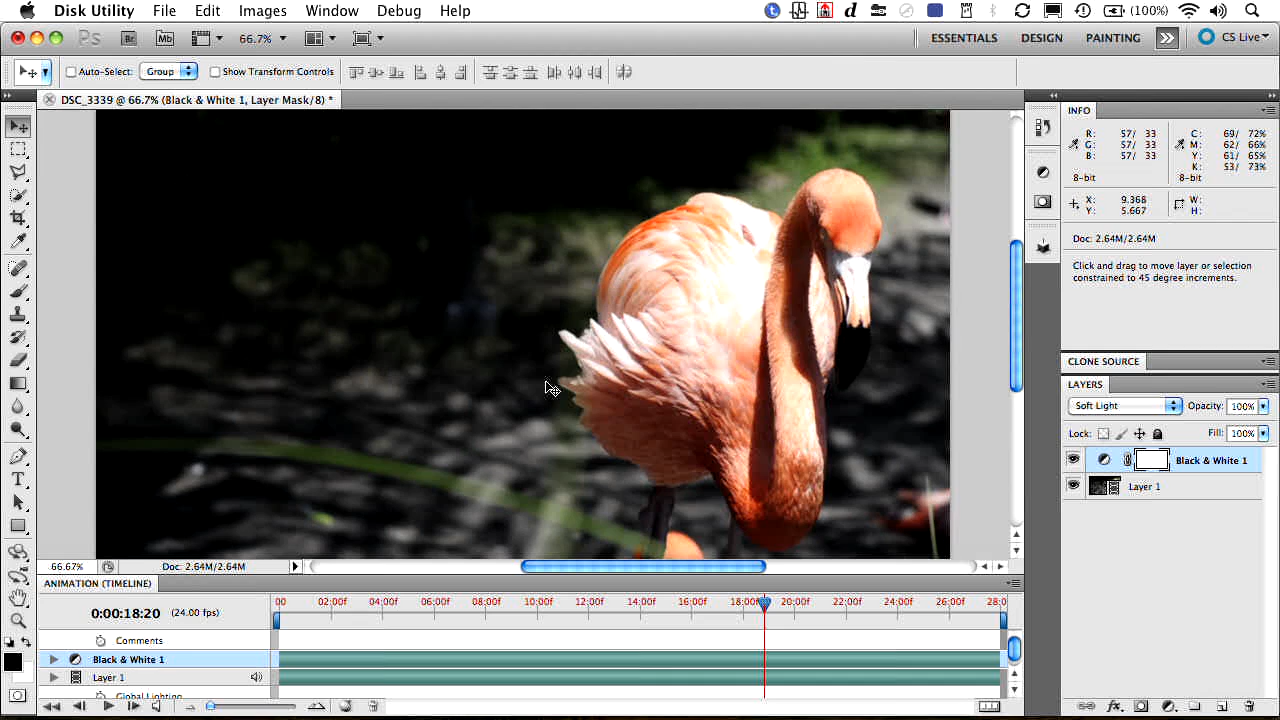 Disk Utility File Edit Images Window Debug Help (100%)
Ps Br Mb 66.7% ESSENTIALS DESIGN PAINTING CS Live
Auto-Select: Group Show Transform Controls
DSC_3339 @ 66.7% (Black & White 1, Layer Mask/8) *
INFO
R: 57/ 33 C: 69/ 72%
G: 57/ 33 M: 62/ 66%
B: 57/ 33 Y: 61/ 65%
K: 53/ 73%
8-bit 8-bit
X: 9.368 W:
Y: 5.667 H:
Doc: 2.64M/2.64M
Click and drag to move layer or selection
constrained to 45 degree increments.
CLONE SOURCE
LAYERS
Soft Light Opacity: 100%
Lock: Fill: 100%
Black & White 1
Layer 1
66.67% Doc: 2.64M/2.64M
ANIMATION (TIMELINE)
0:00:18:20 (24.00 fps) 00 02:00f 04:00f 06:00f 08:00f 10:00f 12:00f 14:00f 16:00f 18:00f 20:00f 22:00f 24:00f 26:00f 28:0
Comments
Black & White 1
Layer 1
Global Lighting